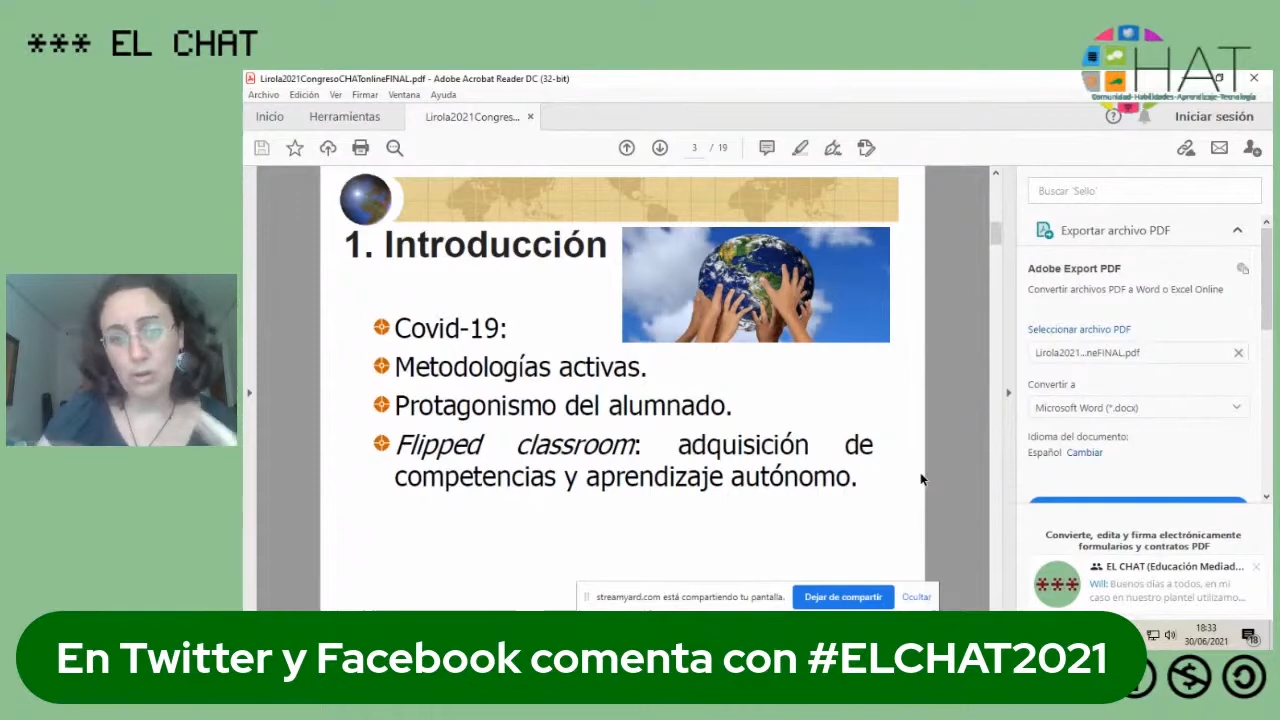 *** EL CHAT
HAT
Comunidad-Habilidades-Aprendizaje-Tecnología
Lirola2021CongresoCHATonlineFINAL.pdf - Adobe Acrobat Reader DC (32-bit)
Archivo Edición Ver Firmar Ventana Ayuda
Inicio Herramientas Lirola2021Congres... × Iniciar sesión
3 / 19
Buscar 'Sello'
Exportar archivo PDF
Adobe Export PDF
Convertir archivos PDF a Word o Excel Online
Seleccionar archivo PDF
Lirola2021...neFINAL.pdf
Convertir a
Microsoft Word (*.docx)
Idioma del documento:
Español Cambiar
Convierte, edita y firma electrónicamente
formularios y contratos PDF
1. Introducción
Covid-19:
Metodologías activas.
Protagonismo del alumnado.
Flipped classroom: adquisición de
competencias y aprendizaje autónomo.
streamyard.com está compartiendo tu pantalla. Dejar de compartir Ocultar
EL CHAT (Educación Mediad...
Will: Buenos días a todos, en mi
caso en nuestro plantel utilizamo...
***
18:33
30/06/2021
18
En Twitter y Facebook comenta con #ELCHAT2021